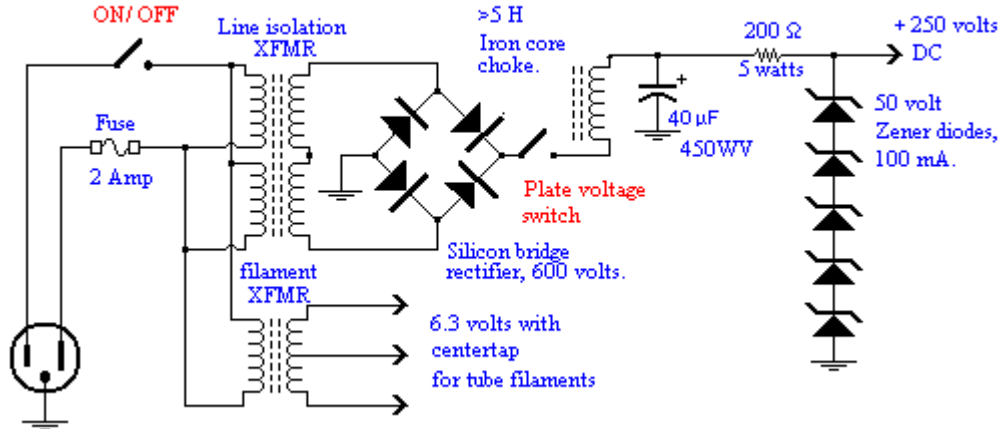 ON/ OFF
Line isolation
XFMR
>5 H
Iron core
choke.
200 Ω
5 watts
+ 250 volts
DC
Fuse
2 Amp
+
40 µF
450WV
50 volt
Zener diodes,
100 mA.
Plate voltage
switch
Silicon bridge
rectifier, 600 volts.
filament
XFMR
6.3 volts with
centertap
for tube filaments